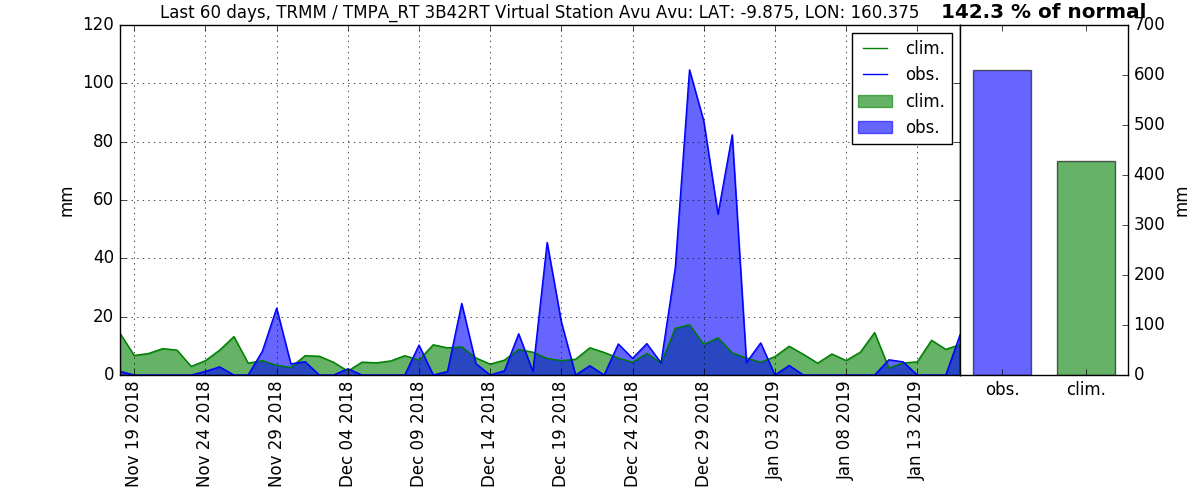 Last 60 days, TRMM / TMPA_RT 3B42RT Virtual Station Avu Avu: LAT: -9.875, LON: 160.375
142.3 % of normal
120
100
80
60
40
20
0
mm
clim.
obs.
clim.
obs.
700
600
500
400
300
200
100
0
mm
Nov 19 2018
Nov 24 2018
Nov 29 2018
Dec 04 2018
Dec 09 2018
Dec 14 2018
Dec 19 2018
Dec 24 2018
Dec 29 2018
Jan 03 2019
Jan 08 2019
Jan 13 2019
obs.
clim.